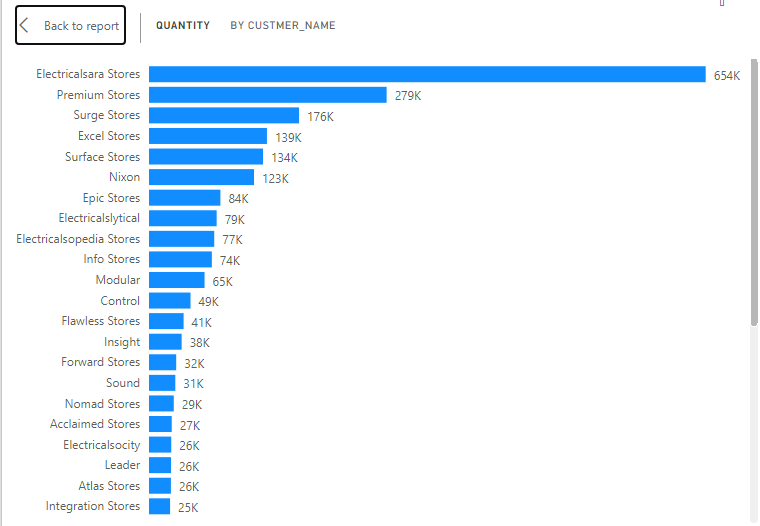 Back to report QUANTITY BY CUSTMER_NAME
Electricalsara Stores 654K
Premium Stores 279K
Surge Stores 176K
Excel Stores 139K
Surface Stores 134K
Nixon 123K
Epic Stores 84K
Electricalslytical 79K
Electricalsopedia Stores 77K
Info Stores 74K
Modular 65K
Control 49K
Flawless Stores 41K
Insight 38K
Forward Stores 32K
Sound 31K
Nomad Stores 29K
Acclaimed Stores 27K
Electricalsocity 26K
Leader 26K
Atlas Stores 26K
Integration Stores 25K